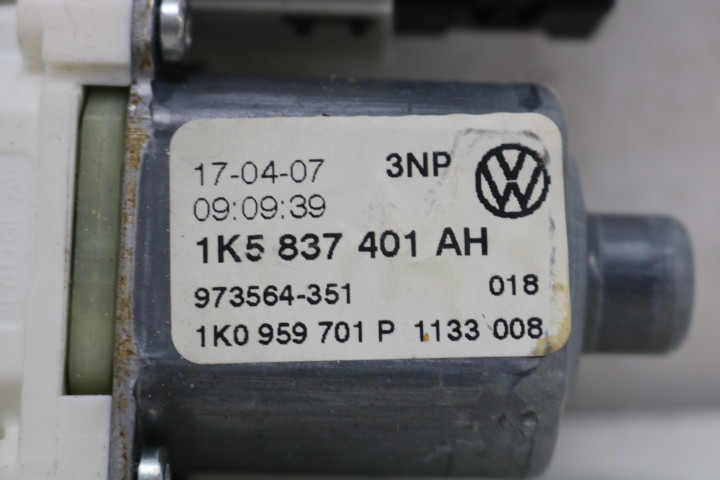 17-04-07 3NP
09:09:39
1K5 837 401 AH
973564-351 018
1K0 959 701 P 1133 008